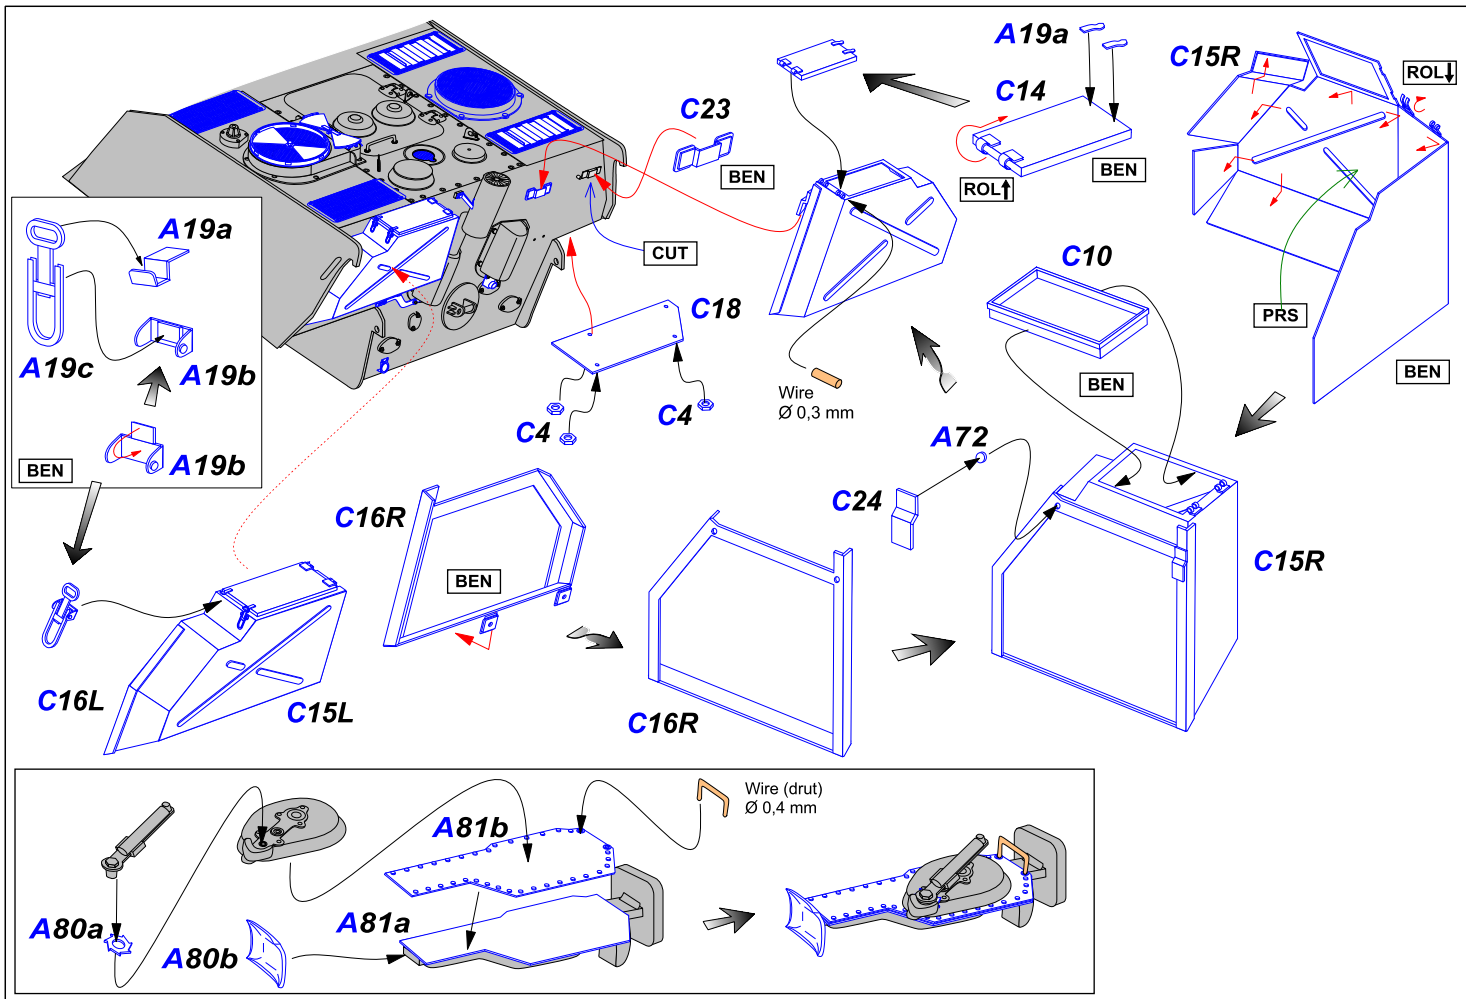 A19a
C15R
ROL
C14
C23
BEN
BEN
ROL
A19a
CUT
C10
C18
PRS
A19c
A19b
BEN
BEN
Wire
Ø 0,3 mm
C4
C4
A72
A19b
BEN
C24
C16R
C15R
BEN
C16L
C15L
C16R
Wire (drut)
Ø 0,4 mm
A81b
A81a
A80a
A80b